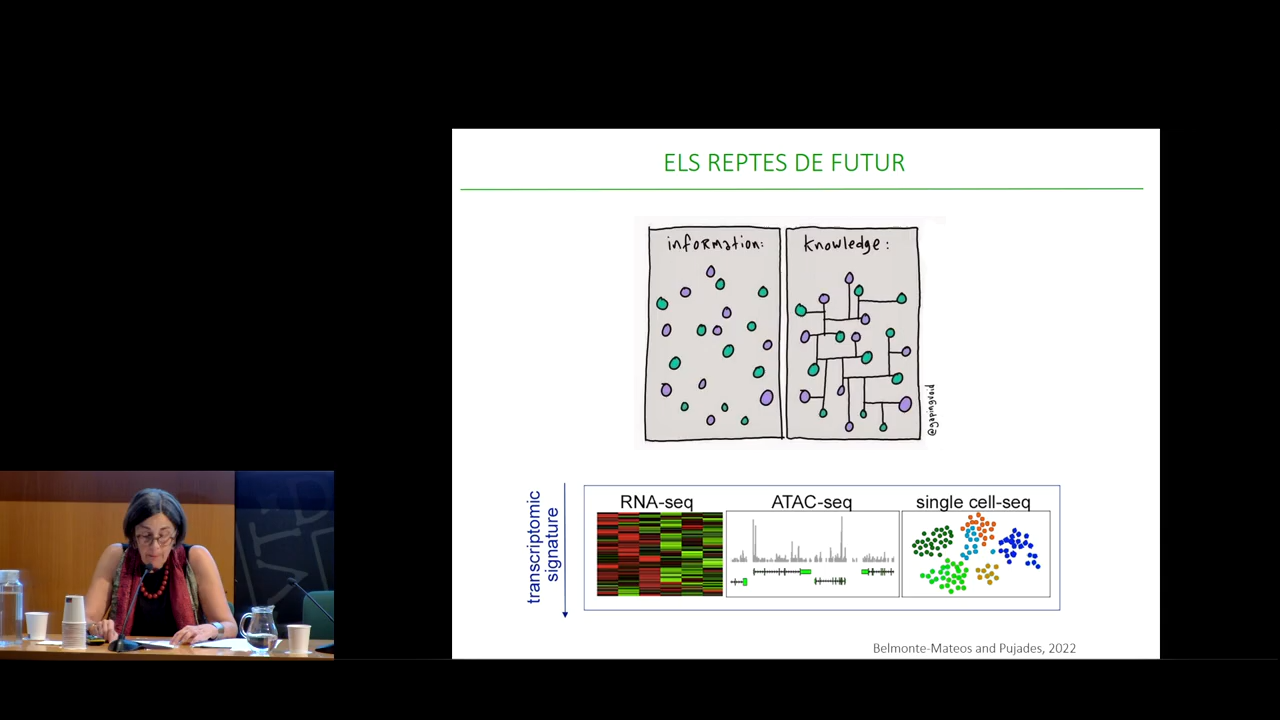 ELS REPTES DE FUTUR
information:
knowledge:
@gapingvoid
transcriptomic
signature
RNA-seq
ATAC-seq
single cell-seq
Belmonte-Mateos and Pujades, 2022